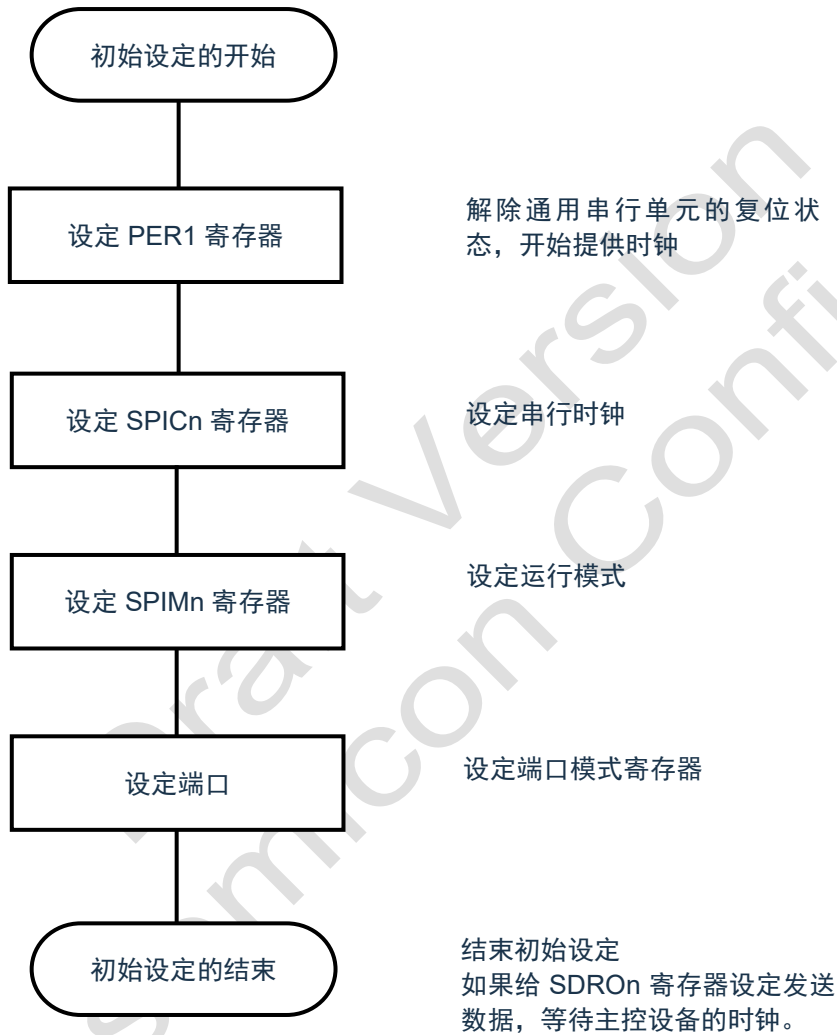 初始设定的开始
设定 PER1 寄存器
解除通用串行单元的复位状
态，开始提供时钟
设定 SPICn 寄存器
设定串行时钟
设定 SPIMn 寄存器
设定运行模式
设定端口
设定端口模式寄存器
初始设定的结束
结束初始设定
如果给 SDROn 寄存器设定发送
数据，等待主控设备的时钟。